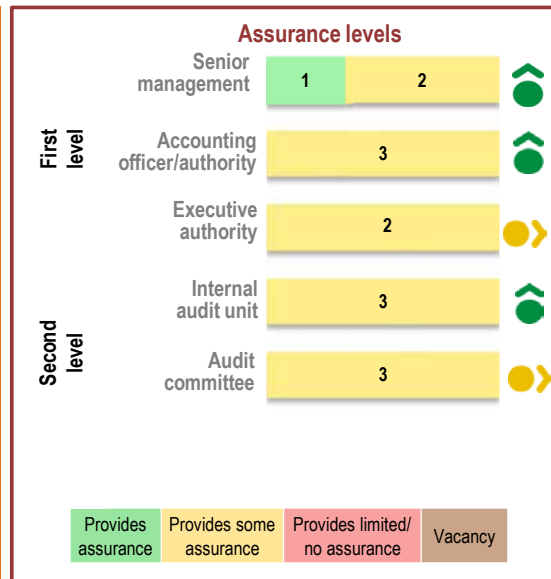 Assurance levels
Senior
management
1
2
First
level
Accounting
officer/authority
3
Executive
authority
2
Second
level
Internal
audit unit
3
Audit
committee
3
Provides
assurance
Provides some
assurance
Provides limited/
no assurance
Vacancy